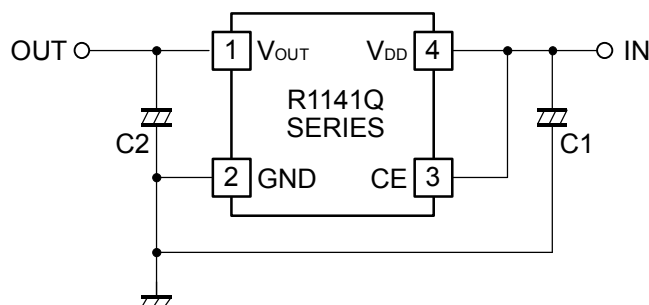 OUT 1 VOUT VDD 4 IN
R1141Q
SERIES
C2 C1
2 GND CE 3